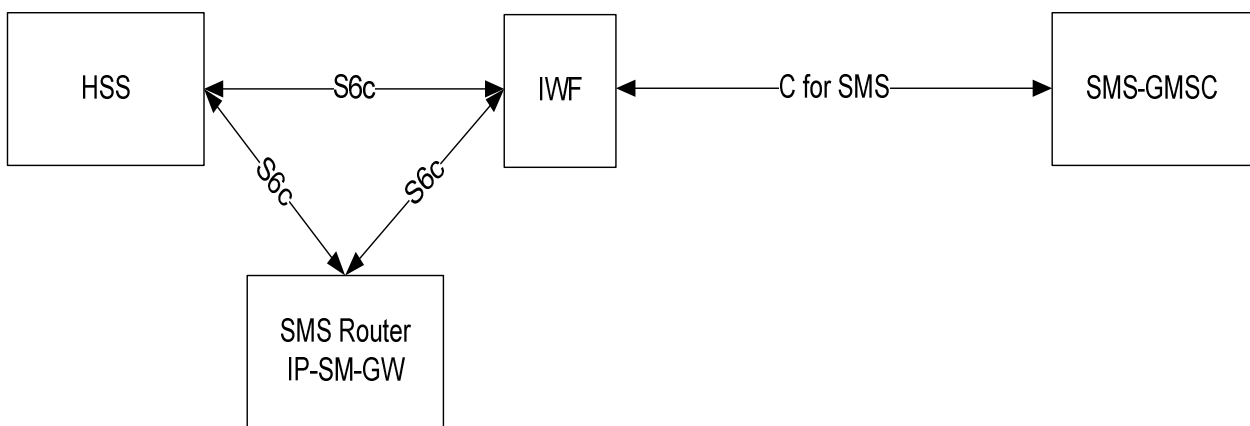 HSS
S6c
IWF
C for SMS
SMS-GMSC
S6c
S6c
SMS Router
IP-SM-GW